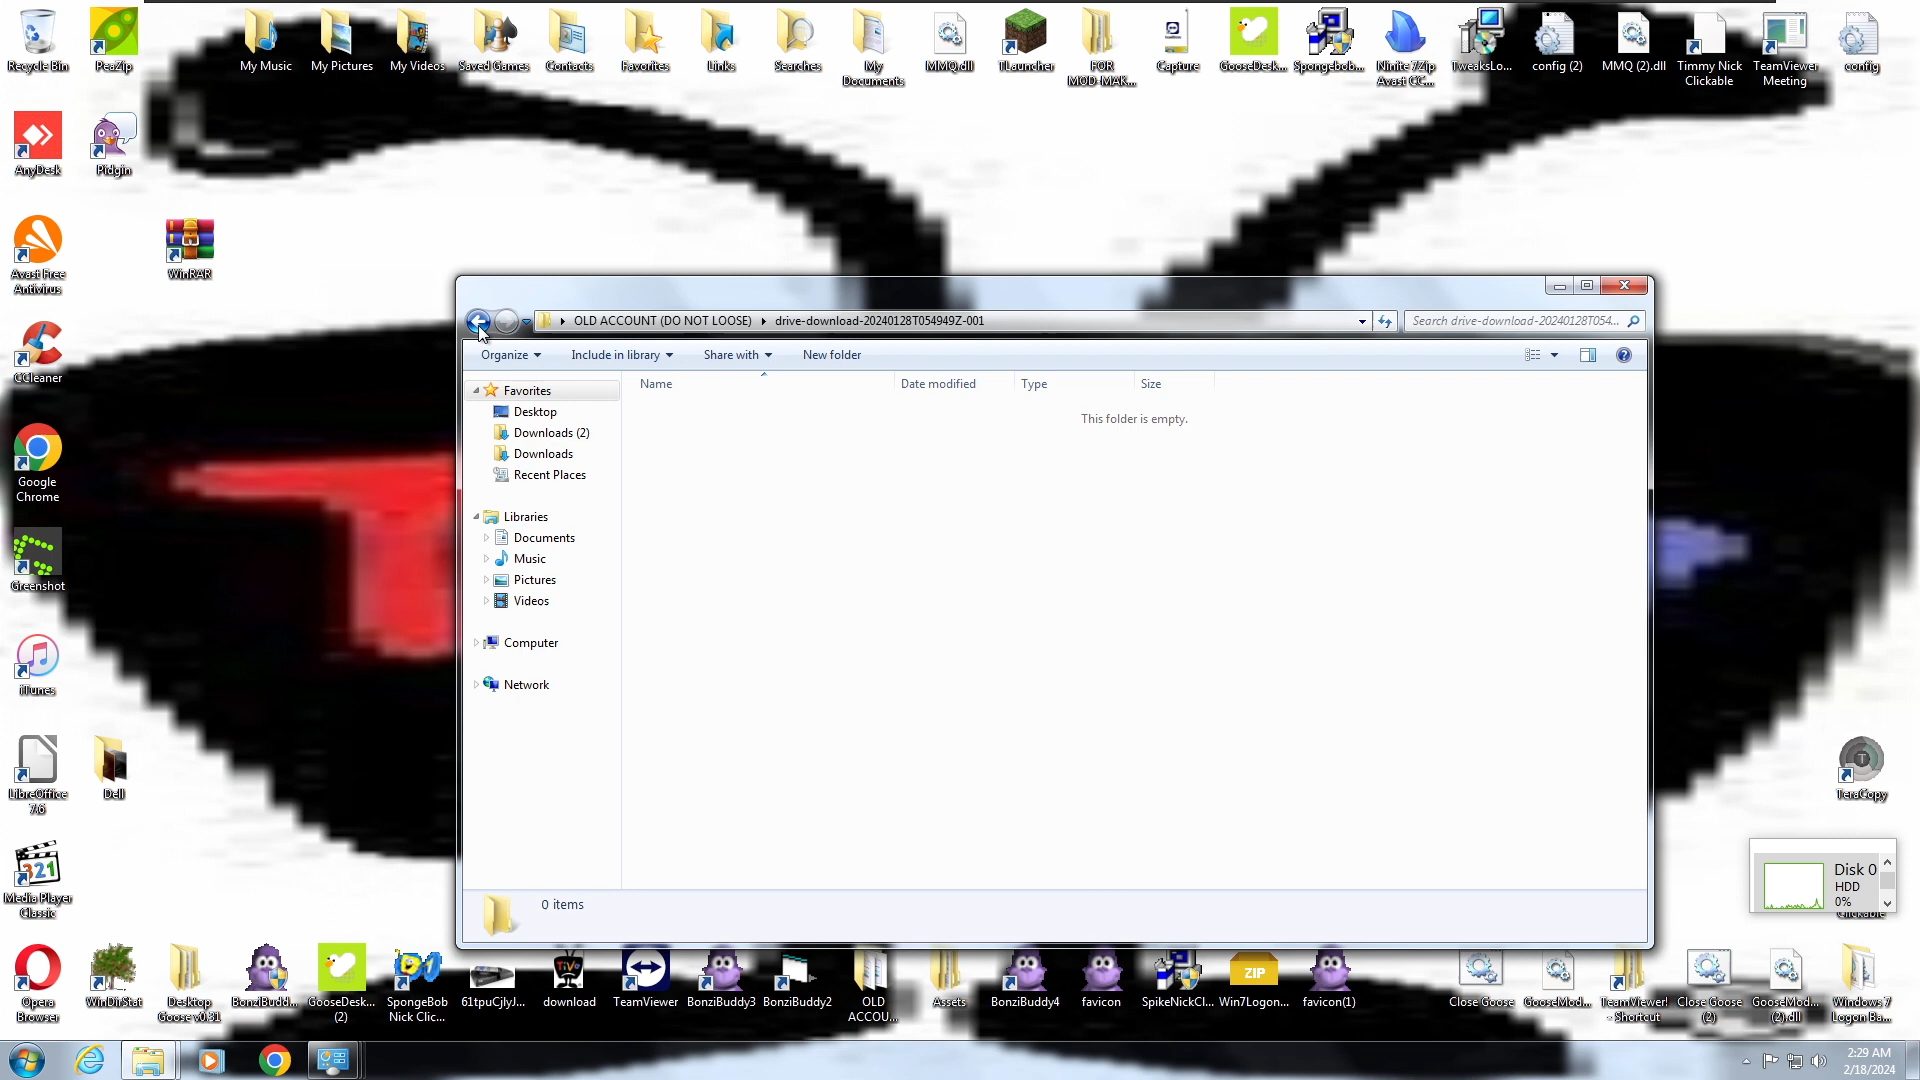 Recycle Bin
PeaZip
My Music
My Pictures
My Videos
Saved Games
Contacts
Favorites
Links
Searches
My
Documents
MMQ.dll
TLauncher
FOR
MOD-MAK...
Capture
GooseDesk...
Spongebob...
Ninite 7Zip
Avast CC...
TweaksLo...
config (2)
MMQ (2).dll
Timmy Nick
Clickable
TeamViewer
Meeting
config
AnyDesk
Pidgin
Avast Free
Antivirus
WinRAR
CCleaner
Google
Chrome
Greenshot
iTunes
LibreOffice
7.6
Dell
Media Player
Classic
321
OLD ACCOUNT (DO NOT LOOSE)
drive-download-20240128T054949Z-001
Search drive-download-20240128T054...
Organize
Include in library
Share with
New folder
Favorites
Desktop
Downloads (2)
Downloads
Recent Places
Libraries
Documents
Music
Pictures
Videos
Computer
Network
Name
Date modified
Type
Size
This folder is empty.
0 items
TeraCopy
Disk 0
HDD
0%
Clickable
Opera
Browser
WinDirStat
Desktop
Goose v0.31
BonziBudd...
GooseDesk...
(2)
SpongeBob
Nick Clic...
61tpuCjlyJ...
TiVo
download
TeamViewer
BonziBuddy3
BonziBuddy2
OLD
ACCOU...
Assets
BonziBuddy4
favicon
SpikeNickCl...
ZIP
Win7Logon...
favicon(1)
Close Goose
GooseMod...
TeamViewer!
- Shortcut
Close Goose
(2)
GooseMod...
(2).dll
Windows 7
Logon Ba...
2:29 AM
2/18/2024